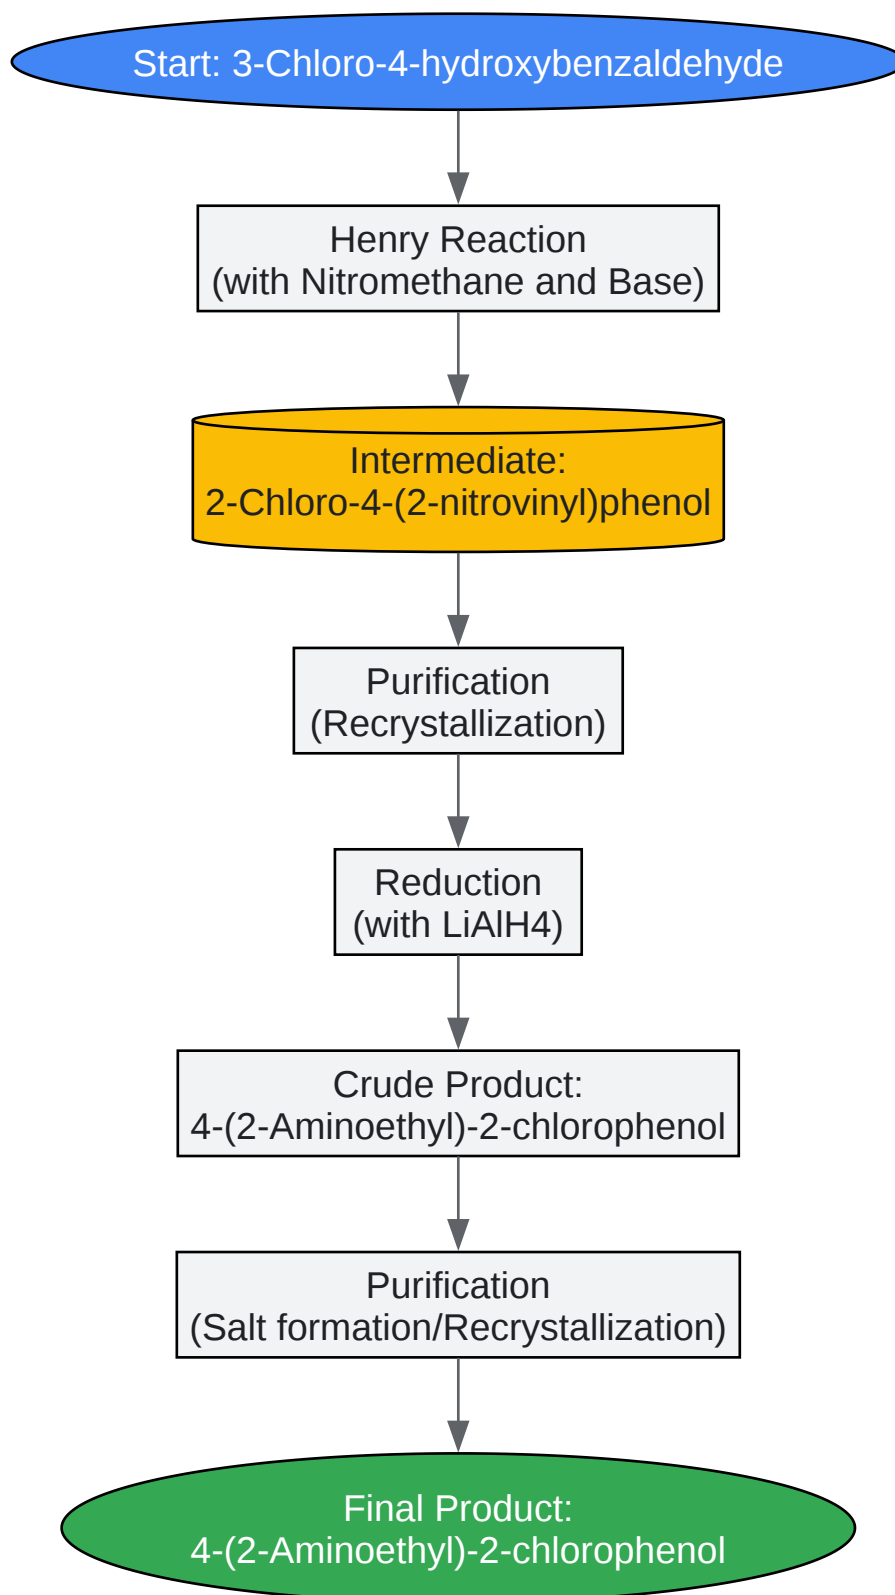 Start: 3-Chloro-4-hydroxybenzaldehyde
Henry Reaction
(with Nitromethane and Base)
Intermediate:
2-Chloro-4-(2-nitrovinyl)phenol
Purification
(Recrystallization)
Reduction
(with LiAlH4)
Crude Product:
4-(2-Aminoethyl)-2-chlorophenol
Purification
(Salt formation/Recrystallization)
Final Product:
4-(2-Aminoethyl)-2-chlorophenol